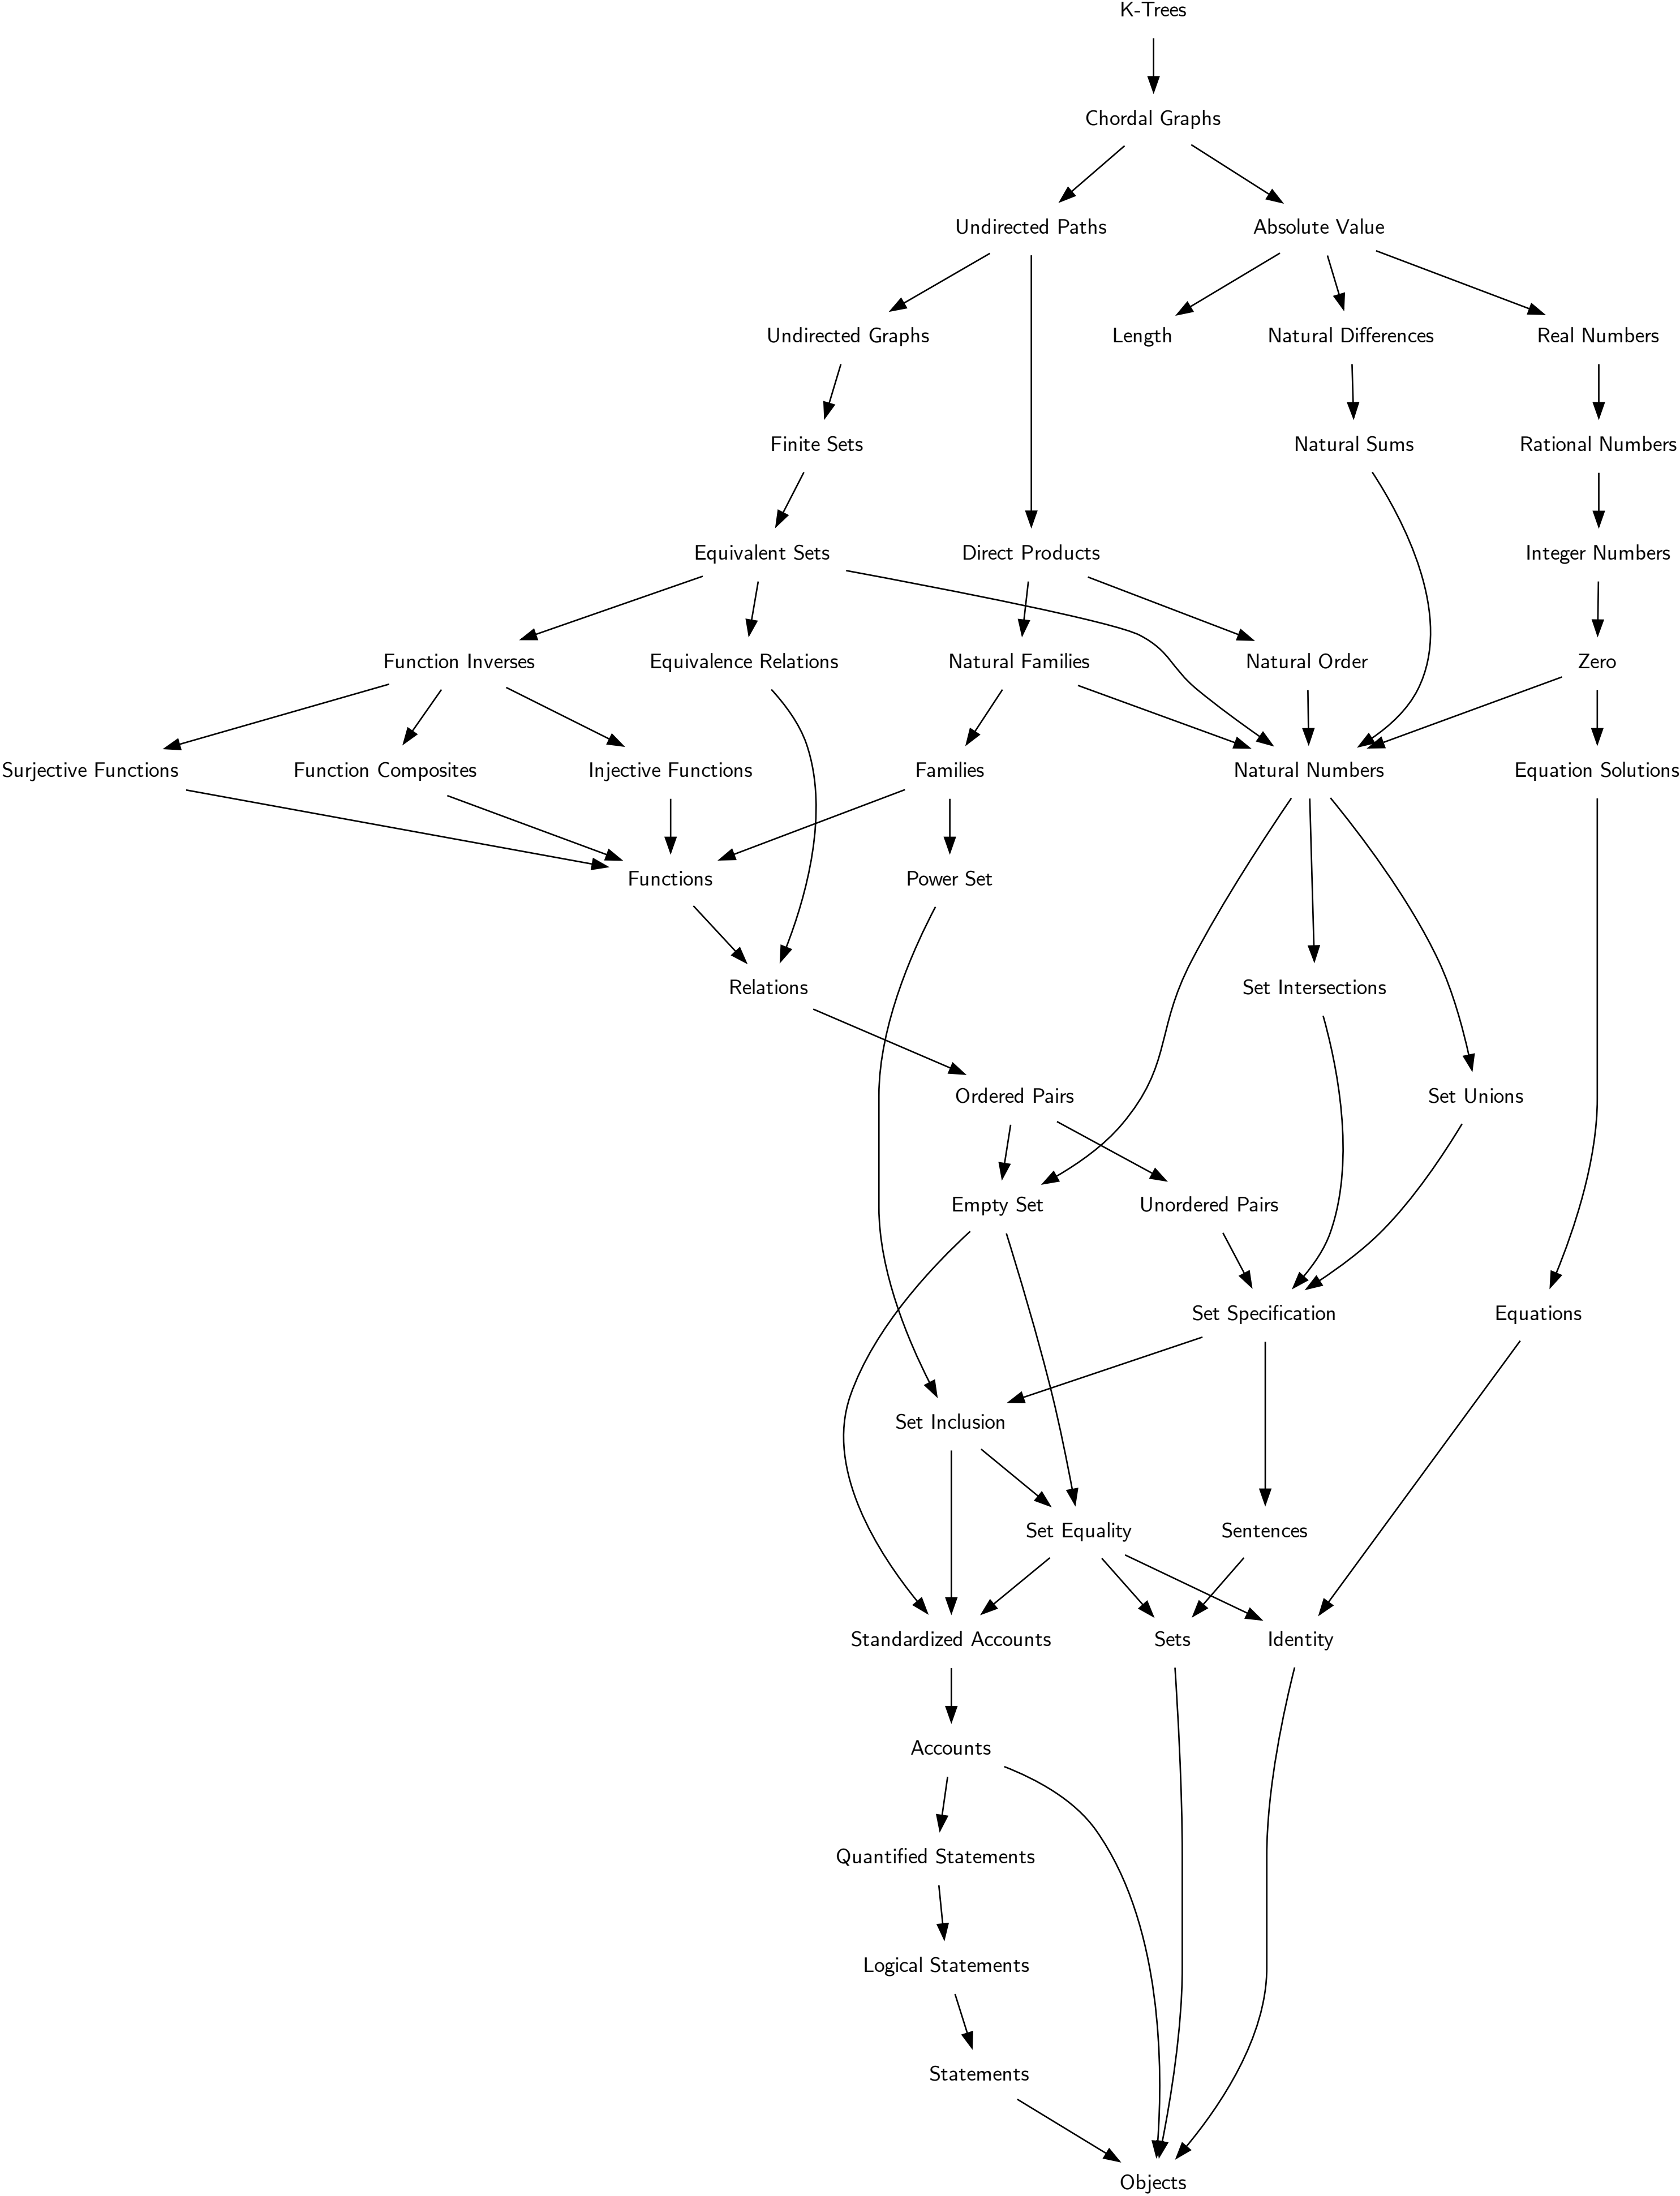 K-Trees
Chordal Graphs
Undirected Paths
Absolute Value
Undirected Graphs
Length
Natural Differences
Real Numbers
Finite Sets
Natural Sums
Rational Numbers
Equivalent Sets
Direct Products
Integer Numbers
Function Inverses
Equivalence Relations
Natural Families
Natural Order
Zero
Surjective Functions
Function Composites
Injective Functions
Families
Natural Numbers
Equation Solutions
Functions
Power Set
Relations
Set Intersections
Ordered Pairs
Set Unions
Empty Set
Unordered Pairs
Set Specification
Equations
Set Inclusion
Set Equality
Sentences
Standardized Accounts
Sets
Identity
Accounts
Quantified Statements
Logical Statements
Statements
Objects